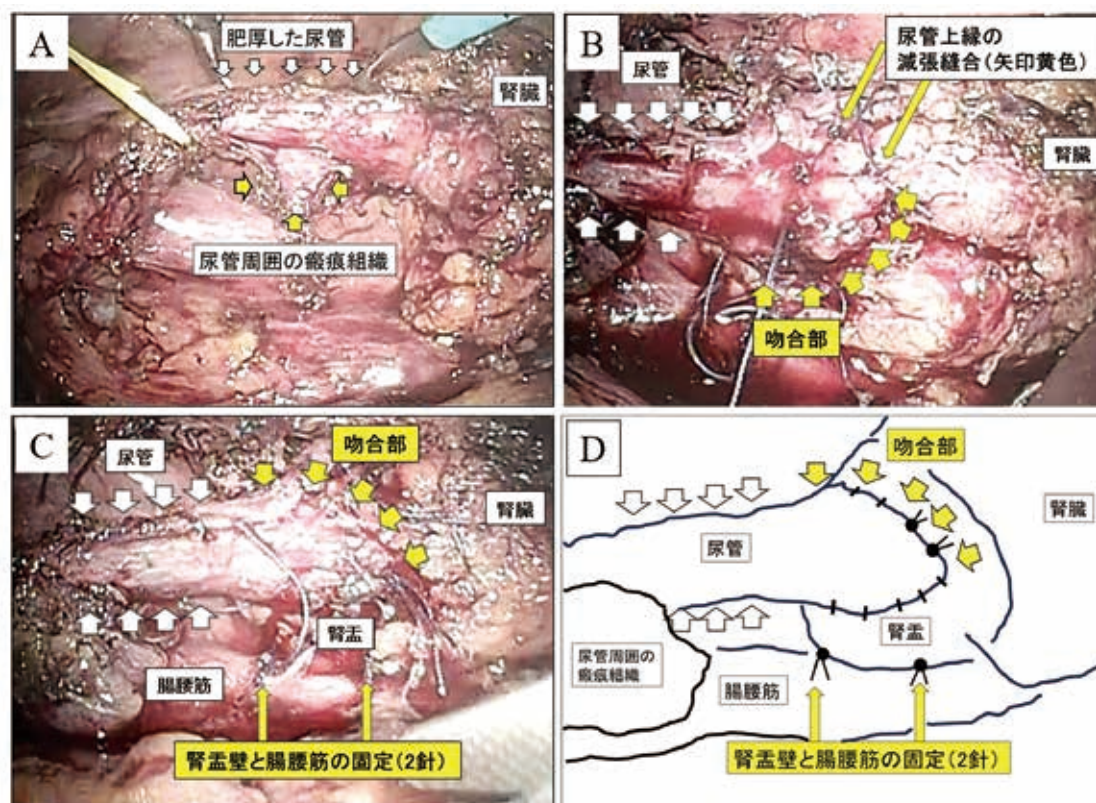 A
肥厚した尿管
腎臓
尿管周囲の瘢痕組織
B
尿管
尿管上縁の
減張縫合(矢印黄色)
腎臓
吻合部
C
尿管
吻合部
腎臓
腎盂
腸腰筋
腎盂壁と腸腰筋の固定(2針)
D
吻合部
腎臓
尿管
腎盂
尿管周囲の
瘢痕組織
腸腰筋
腎盂壁と腸腰筋の固定(2針)